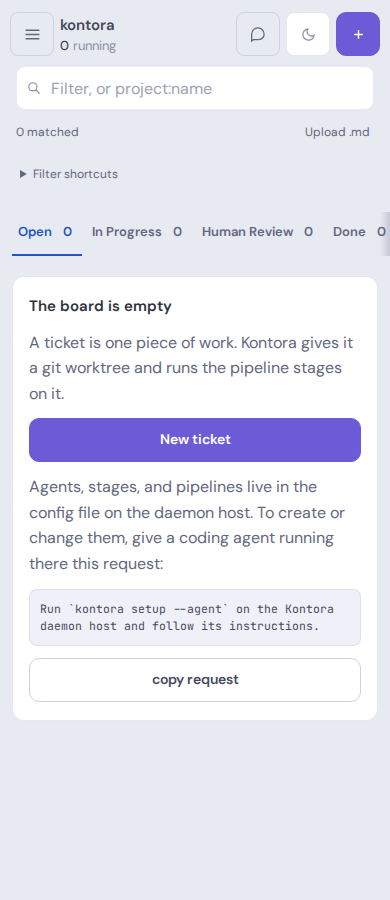 kontora
0 running
Filter, or project:name
0 matched
Upload .md
Filter shortcuts
Open 0 In Progress 0 Human Review 0 Done 0
The board is empty
A ticket is one piece of work. Kontora gives it
a git worktree and runs the pipeline stages
on it.
New ticket
Agents, stages, and pipelines live in the
config file on the daemon host. To create or
change them, give a coding agent running
there this request:
Run `kontora setup --agent` on the Kontora
daemon host and follow its instructions.
copy request